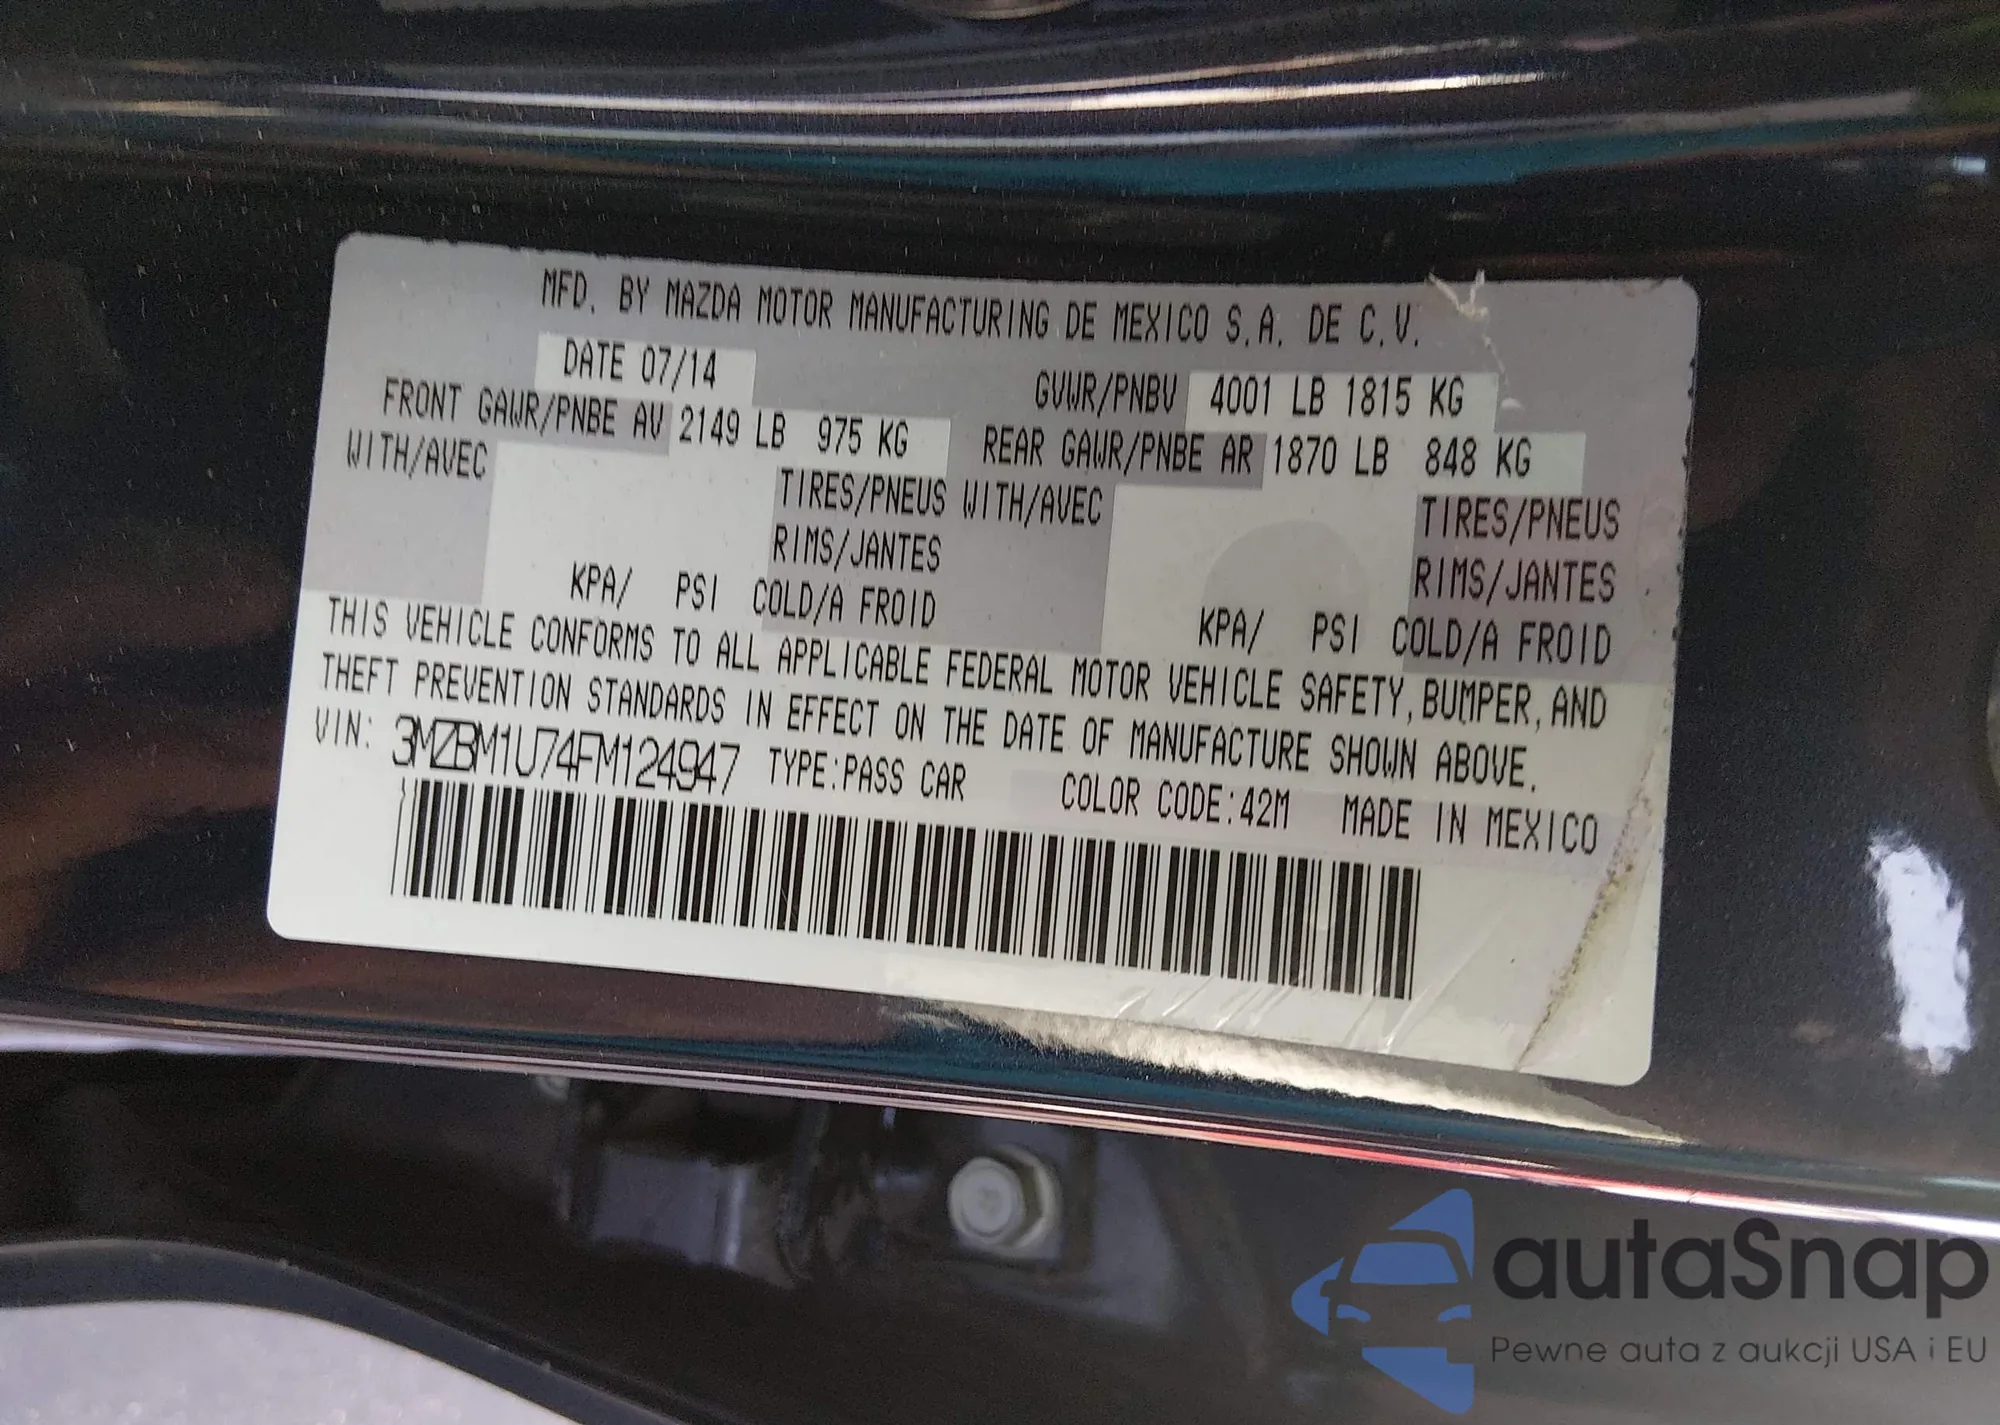 MFD. BY MAZDA MOTOR MANUFACTURING DE MEXICO S.A. DE C.V.
DATE 07/14 GVWR/PNBV 4001 LB 1815 KG
FRONT GAWR/PNBE AV 2149 LB 975 KG REAR GAWR/PNBE AR 1870 LB 848 KG
WITH/AVEC TIRES/PNEUS WITH/AVEC TIRES/PNEUS
RIMS/JANTES RIMS/JANTES
KPA/ PSI COLD/A FROID KPA/ PSI COLD/A FROID
THIS VEHICLE CONFORMS TO ALL APPLICABLE FEDERAL MOTOR VEHICLE SAFETY, BUMPER, AND
THEFT PREVENTION STANDARDS IN EFFECT ON THE DATE OF MANUFACTURE SHOWN ABOVE.
VIN: 3MZBM1U74FM124947 TYPE:PASS CAR COLOR CODE:42M MADE IN MEXICO
autaSnap
Pewne auta z aukcji USA i EU